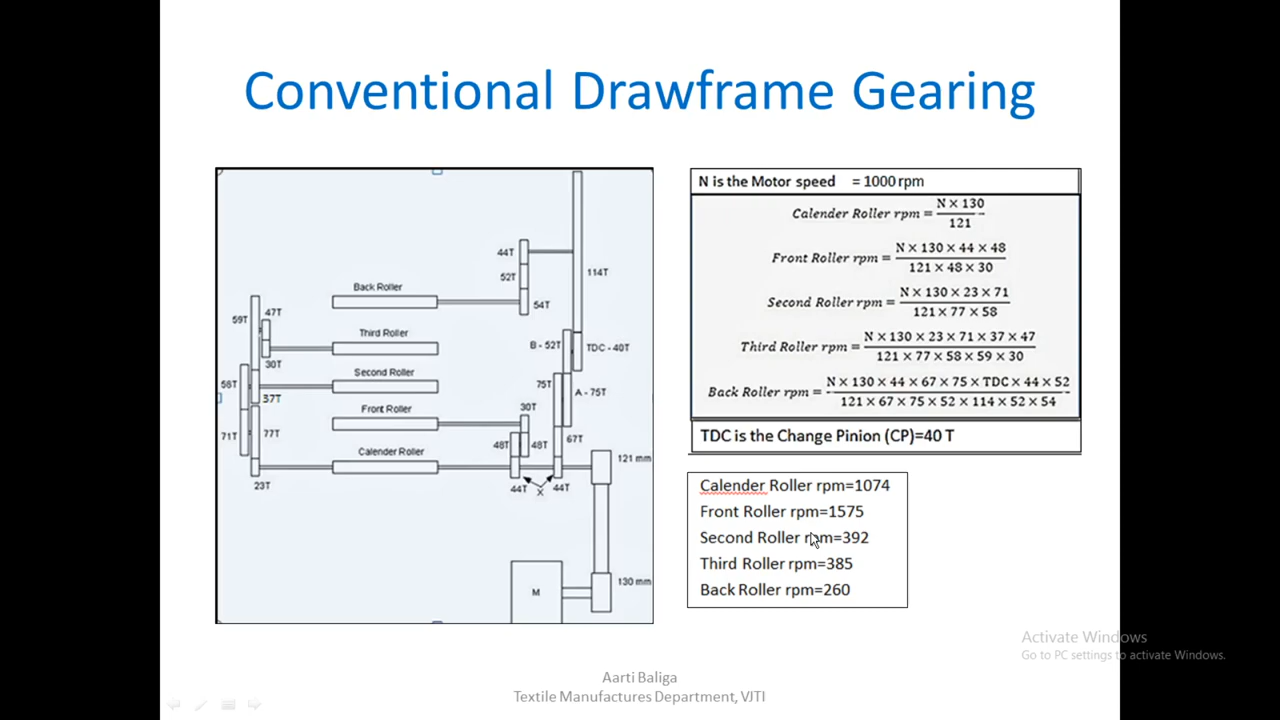 Conventional Drawframe Gearing
44T
52T
114T
Back Roller
54T
59T
47T
Third Roller
B - 52T
TDC - 40T
30T
Second Roller
75T
A - 75T
37T
Front Roller
30T
71T
77T
48T
48T
67T
Calender Roller
121 mm
23T
44T
X
44T
M
130 mm
N is the Motor speed = 1000 rpm
Calender Roller rpm = N × 130 / 121
Front Roller rpm = N × 130 × 44 × 48 / 121 × 48 × 30
Second Roller rpm = N × 130 × 23 × 71 / 121 × 77 × 58
Third Roller rpm = N × 130 × 23 × 71 × 37 × 47 / 121 × 77 × 58 × 59 × 30
Back Roller rpm = N × 130 × 44 × 67 × 75 × TDC × 44 × 52 / 121 × 67 × 75 × 52 × 114 × 52 × 54
TDC is the Change Pinion (CP)=40 T
Calender Roller rpm=1074
Front Roller rpm=1575
Second Roller rpm=392
Third Roller rpm=385
Back Roller rpm=260
Activate Windows
Go to PC settings to activate Windows.
Aarti Baliga
Textile Manufactures Department, VJTI